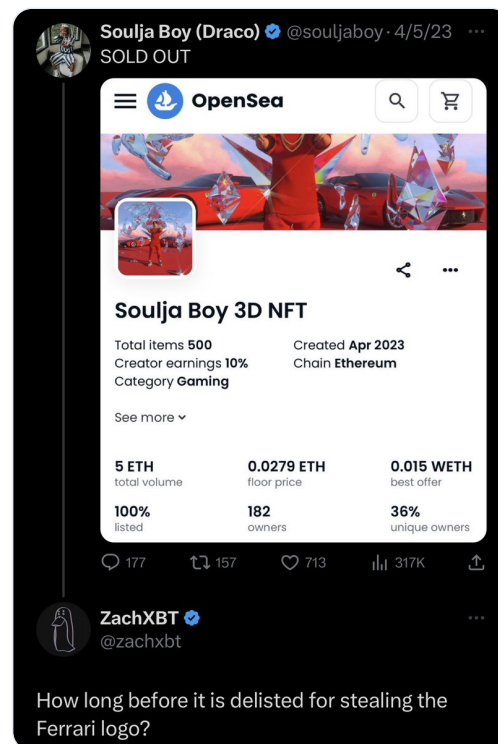 Soulja Boy (Draco) @souljaboy · 4/5/23 ···
SOLD OUT
OpenSea
Soulja Boy 3D NFT
Total items 500 Created Apr 2023
Creator earnings 10% Chain Ethereum
Category Gaming
See more
5 ETH 0.0279 ETH 0.015 WETH
total volume floor price best offer
100% 182 36%
listed owners unique owners
177 157 713 317K
ZachXBT ···
@zachxbt
How long before it is delisted for stealing the
Ferrari logo?